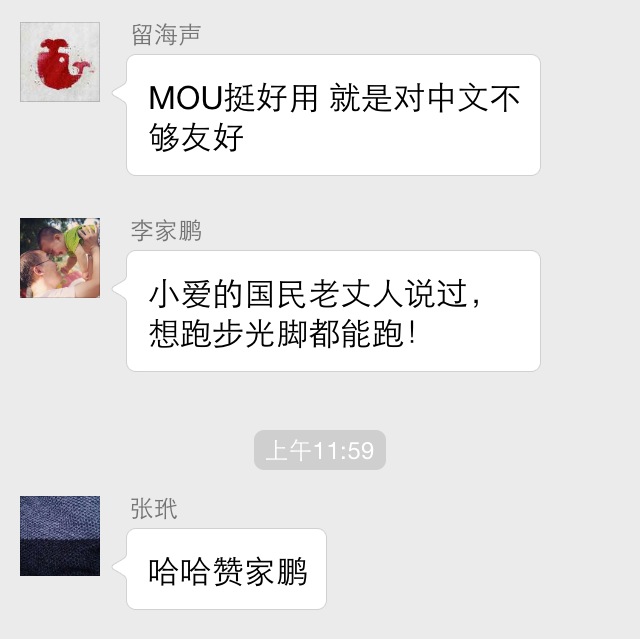 留海声
MOU挺好用 就是对中文不
够友好
李家鹏
小爱的国民老丈人说过，
想跑步光脚都能跑！
上午11:59
张玳
哈哈赞家鹏